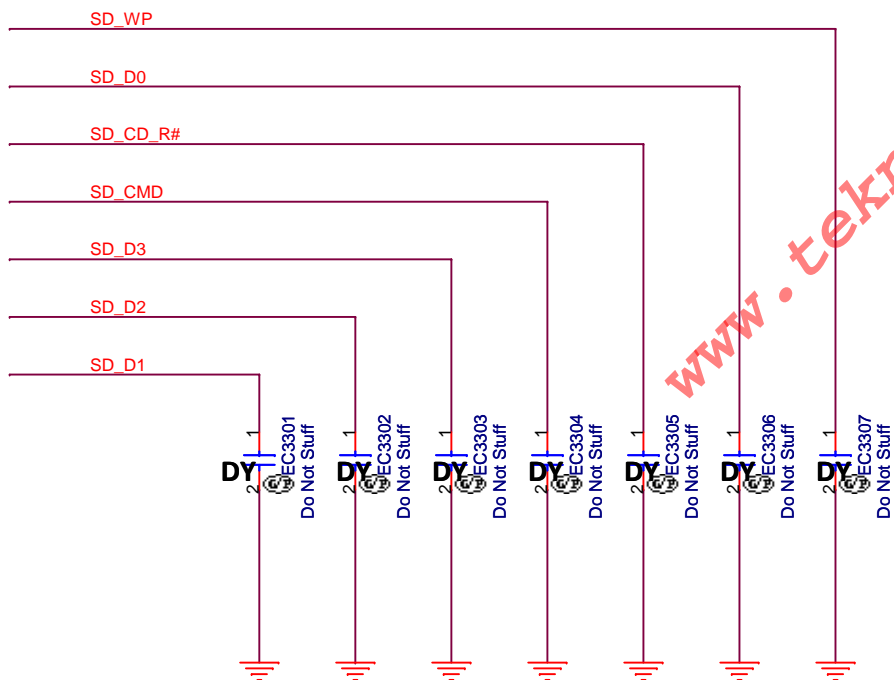 SD_WP
SD_D0
SD_CD_R#
SD_CMD
SD_D3
SD_D2
SD_D1
www.tek
1
2
DY
EC3301
Do Not Stuff
1
2
DY
EC3302
Do Not Stuff
1
2
DY
EC3303
Do Not Stuff
1
2
DY
EC3304
Do Not Stuff
1
2
DY
EC3305
Do Not Stuff
1
2
DY
EC3306
Do Not Stuff
1
2
DY
EC3307
Do Not Stuff